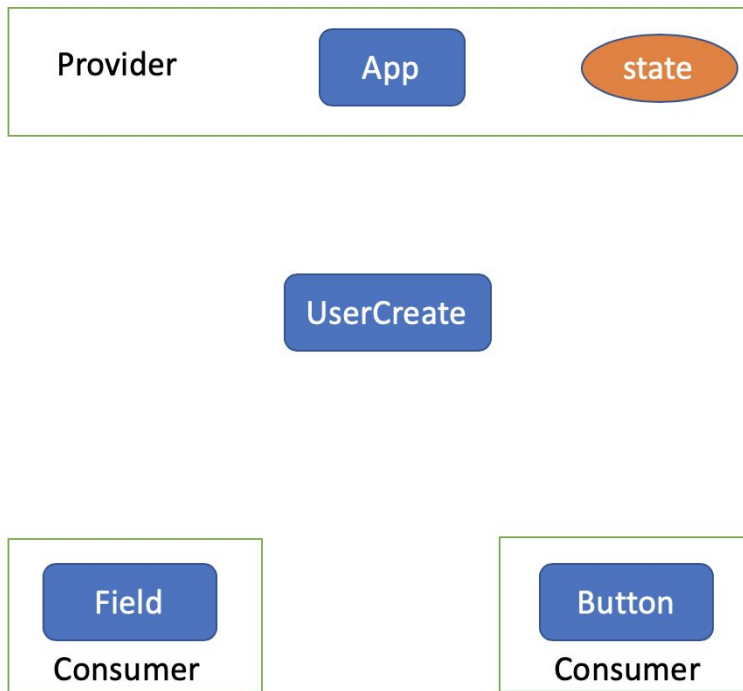 Provider
App
state
UserCreate
Field
Button
Consumer
Consumer